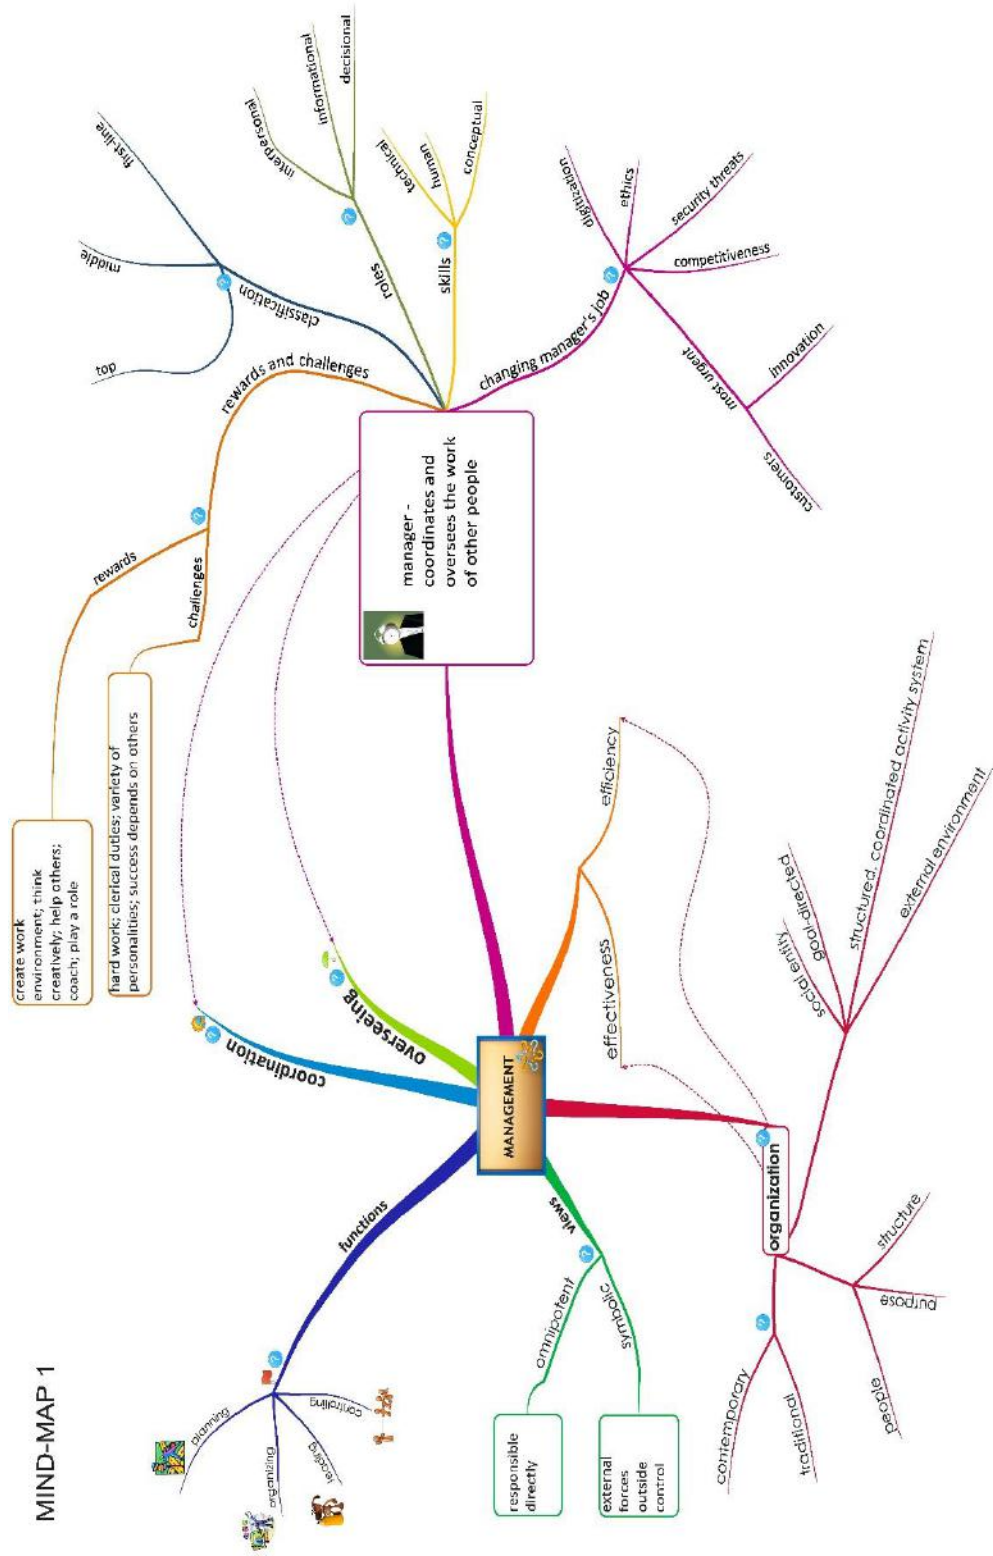 MIND-MAP 1
MANAGEMENT
functions
planning
organizing
leading
controlling
coordination
overseeing
manager -
coordinates and
oversees the work
of other people
rewards and challenges
rewards
create work
environment; think
creatively; help others;
coach; play a role
challenges
hard work; clerical duties; variety of
personalities; success depends on others
classification
top
middle
first-line
roles
interpersonal
informational
decisional
skills
technical
human
conceptual
changing manager's job
digitization
ethics
security threats
competitiveness
most urgent
innovation
customers
efficiency
effectiveness
organization
social entity
goal-directed
structured, coordinated activity system
external environment
structure
purpose
people
contemporary
traditional
views
omnipotent
responsible
directly
symbolic
external
forces
outside
control